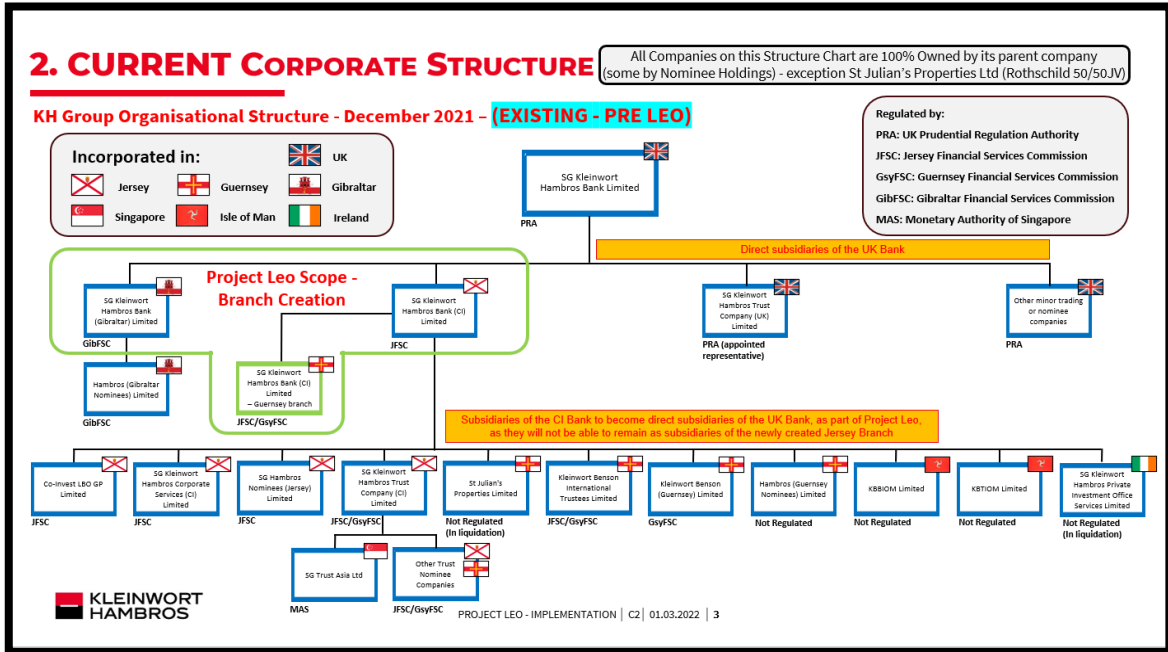 2. CURRENT CORPORATE STRUCTURE
All Companies on this Structure Chart are 100% Owned by its parent company
(some by Nominee Holdings) - exception St Julian's Properties Ltd (Rothschild 50/50JV)
KH Group Organisational Structure - December 2021 – (EXISTING - PRE LEO)
Incorporated in:
UK
Jersey
Guernsey
Gibraltar
Singapore
Isle of Man
Ireland
SG Kleinwort
Hambros Bank Limited
PRA
Regulated by:
PRA: UK Prudential Regulation Authority
JFSC: Jersey Financial Services Commission
GsyFSC: Guernsey Financial Services Commission
GibFSC: Gibraltar Financial Services Commission
MAS: Monetary Authority of Singapore
Direct subsidiaries of the UK Bank
Project Leo Scope -
Branch Creation
SG Kleinwort
Hambros Bank
(Gibraltar) Limited
GibFSC
SG Kleinwort
Hambros Bank (CI)
Limited
JFSC
SG Kleinwort
Hambros Trust
Company (UK)
Limited
PRA (appointed
representative)
Other minor trading
or nominee
companies
PRA
Hambros (Gibraltar
Nominees) Limited
GibFSC
SG Kleinwort
Hambros Bank (CI)
Limited
– Guernsey branch
JFSC/GsyFSC
Subsidiaries of the CI Bank to become direct subsidiaries of the UK Bank, as part of Project Leo,
as they will not be able to remain as subsidiaries of the newly created Jersey Branch
Co-Invest LBO GP
Limited
JFSC
SG Kleinwort
Hambros Corporate
Services (CI)
Limited
JFSC
SG Hambros
Nominees (Jersey)
Limited
JFSC
SG Kleinwort
Hambros Trust
Company (CI)
Limited
JFSC/GsyFSC
St Julian's
Properties Limited
Not Regulated
(In liquidation)
Kleinwort Benson
International
Trustees Limited
JFSC/GsyFSC
Kleinwort Benson
(Guernsey) Limited
GsyFSC
Hambros (Guernsey
Nominees) Limited
Not Regulated
KBBIOM Limited
Not Regulated
KBTIOM Limited
Not Regulated
SG Kleinwort
Hambros Private
Investment Office
Services Limited
Not Regulated
(In liquidation)
SG Trust Asia Ltd
MAS
Other Trust
Nominee
Companies
JFSC/GsyFSC
KLEINWORT
HAMBROS
PROJECT LEO - IMPLEMENTATION | C2 | 01.03.2022 | 3